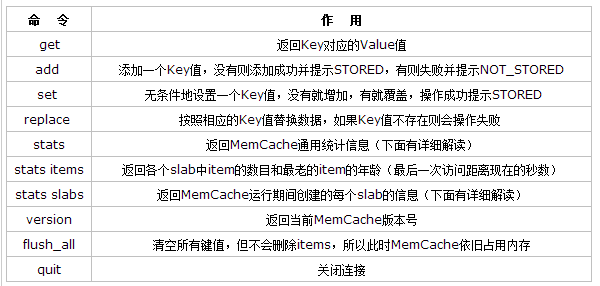 命 令 作 用
get 返回Key对应的Value值
add 添加一个Key值，没有则添加成功并提示STORED，有则失败并提示NOT_STORED
set 无条件地设置一个Key值，没有就增加，有就覆盖，操作成功提示STORED
replace 按照相应的Key值替换数据，如果Key值不存在则会操作失败
stats 返回MemCache通用统计信息（下面有详细解读）
stats items 返回各个slab中item的数目和最老的item的年龄（最后一次访问距离现在的秒数）
stats slabs 返回MemCache运行期间创建的每个slab的信息（下面有详细解读）
version 返回当前MemCache版本号
flush_all 清空所有键值，但不会删除items，所以此时MemCache依旧占用内存
quit 关闭连接